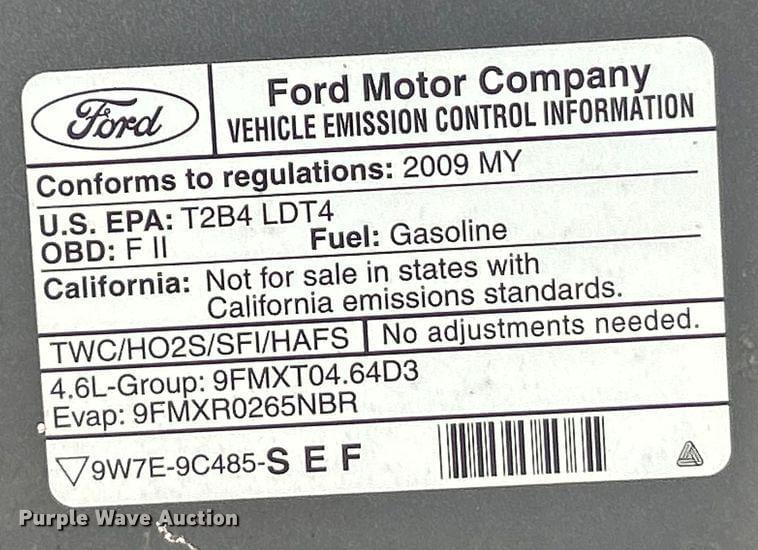 Ford
Ford Motor Company
VEHICLE EMISSION CONTROL INFORMATION
Conforms to regulations: 2009 MY
U.S. EPA: T2B4 LDT4
OBD: F II Fuel: Gasoline
California: Not for sale in states with
California emissions standards.
TWC/HO2S/SFI/HAFS No adjustments needed.
4.6L-Group: 9FMXT04.64D3
Evap: 9FMXR0265NBR
9W7E-9C485-S E F
Purple Wave Auction